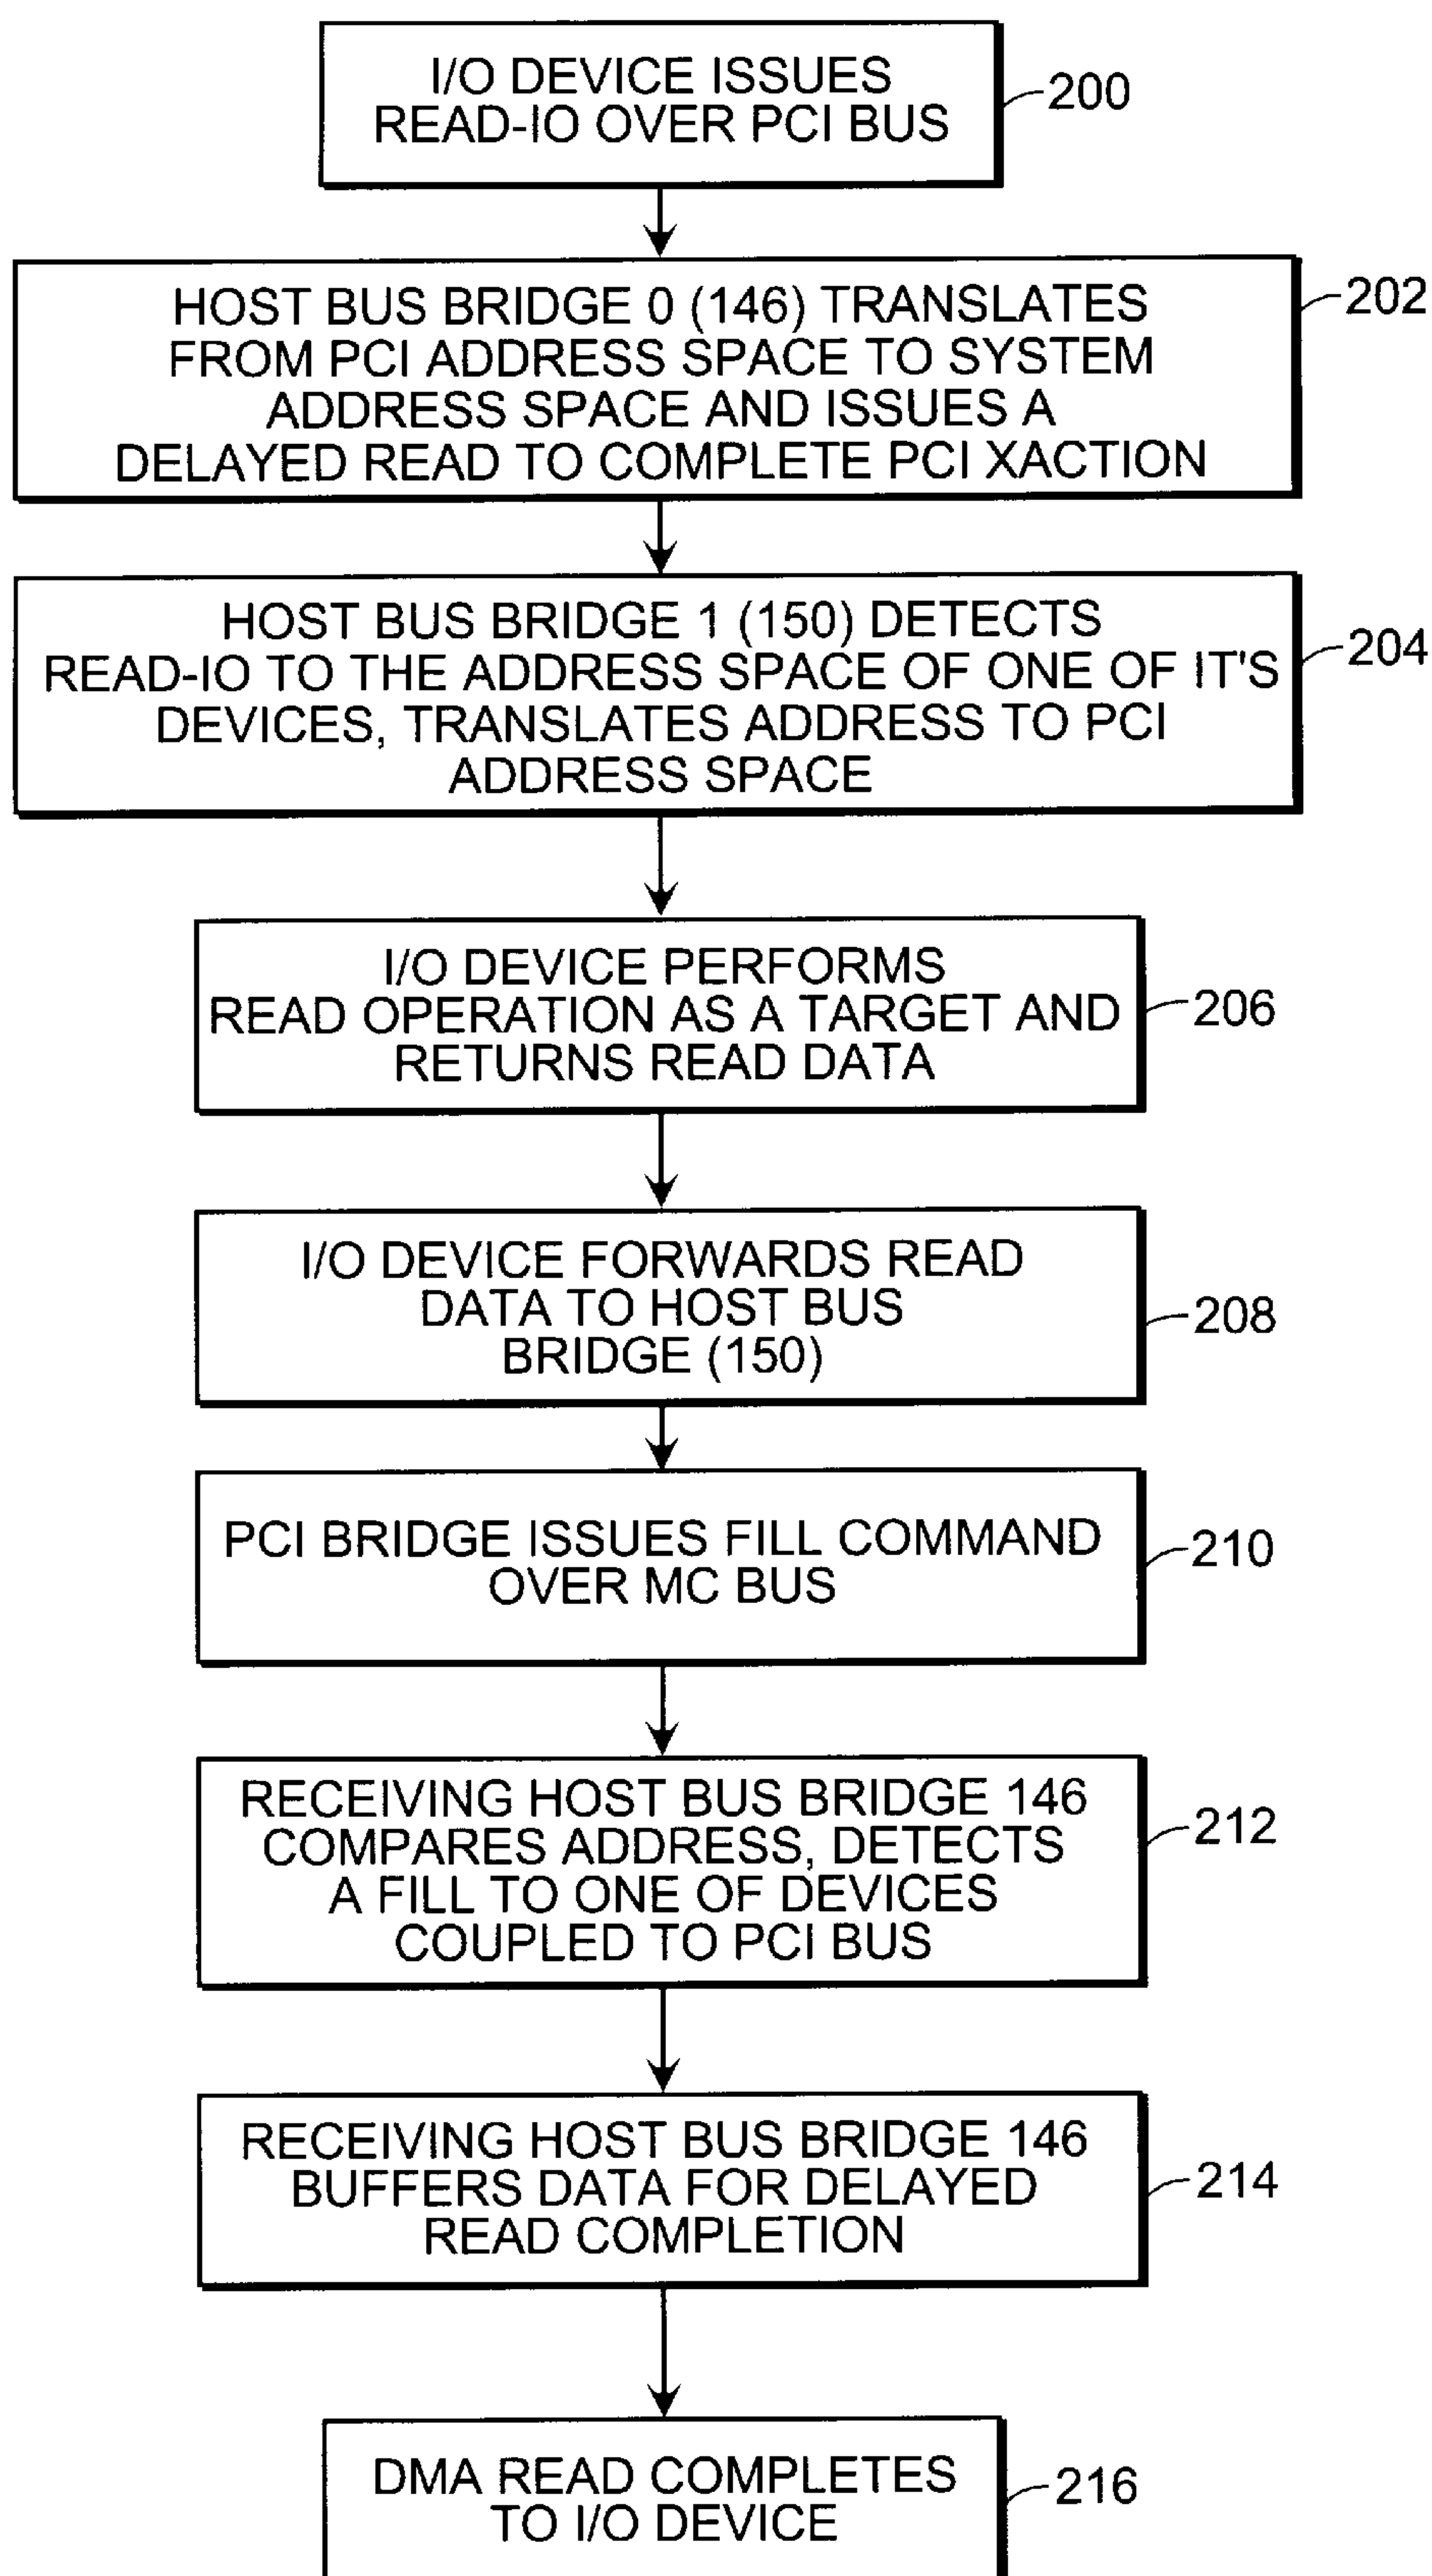 I/O DEVICE ISSUES
READ-IO OVER PCI BUS
200
HOST BUS BRIDGE 0 (146) TRANSLATES
FROM PCI ADDRESS SPACE TO SYSTEM
ADDRESS SPACE AND ISSUES A
DELAYED READ TO COMPLETE PCI XACTION
202
HOST BUS BRIDGE 1 (150) DETECTS
READ-IO TO THE ADDRESS SPACE OF ONE OF IT'S
DEVICES, TRANSLATES ADDRESS TO PCI
ADDRESS SPACE
204
I/O DEVICE PERFORMS
READ OPERATION AS A TARGET AND
RETURNS READ DATA
206
I/O DEVICE FORWARDS READ
DATA TO HOST BUS
BRIDGE (150)
208
PCI BRIDGE ISSUES FILL COMMAND
OVER MC BUS
210
RECEIVING HOST BUS BRIDGE 146
COMPARES ADDRESS, DETECTS
A FILL TO ONE OF DEVICES
COUPLED TO PCI BUS
212
RECEIVING HOST BUS BRIDGE 146
BUFFERS DATA FOR DELAYED
READ COMPLETION
214
DMA READ COMPLETES
TO I/O DEVICE
216